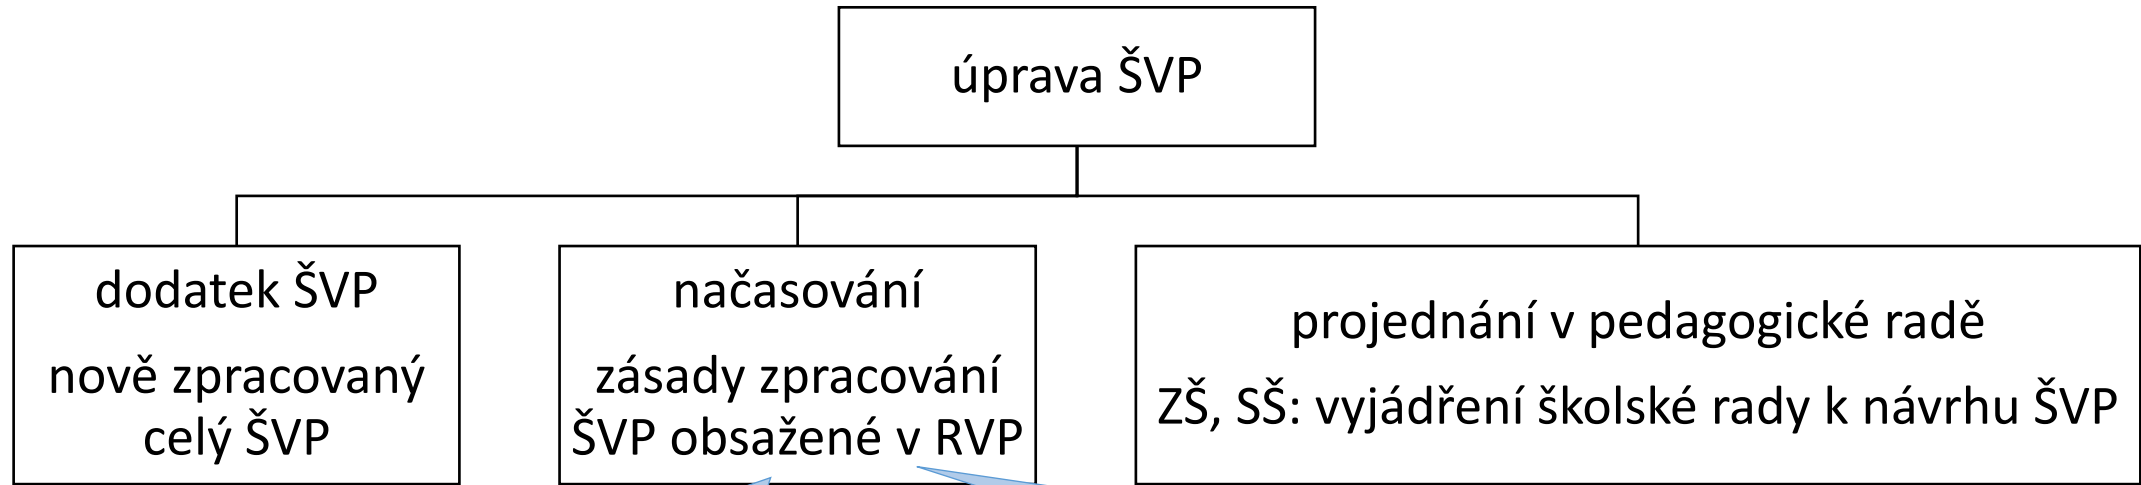 úprava ŠVP
dodatek ŠVP
nově zpracovaný
celý ŠVP
načasování
zásady zpracování
ŠVP obsažené v RVP
projednání v pedagogické radě
ZŠ, SŠ: vyjádření školské rady k návrhu ŠVP